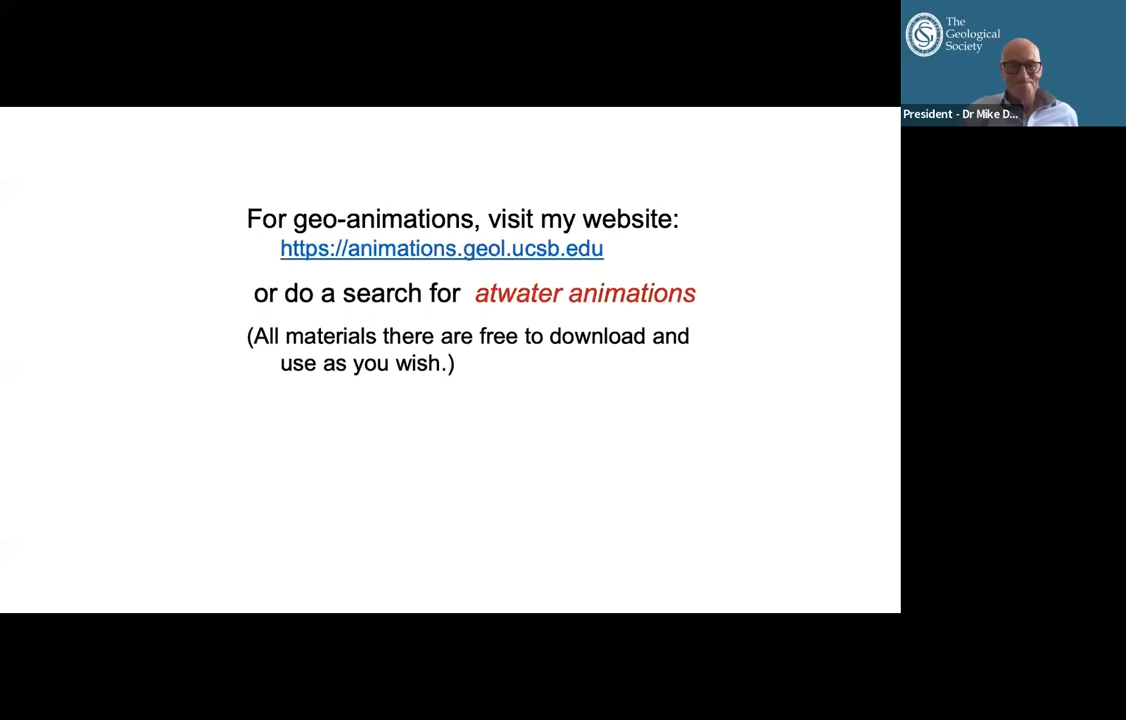 The
Geological
Society
President - Dr Mike D...
For geo-animations, visit my website:
https://animations.geol.ucsb.edu
or do a search for atwater animations
(All materials there are free to download and
use as you wish.)